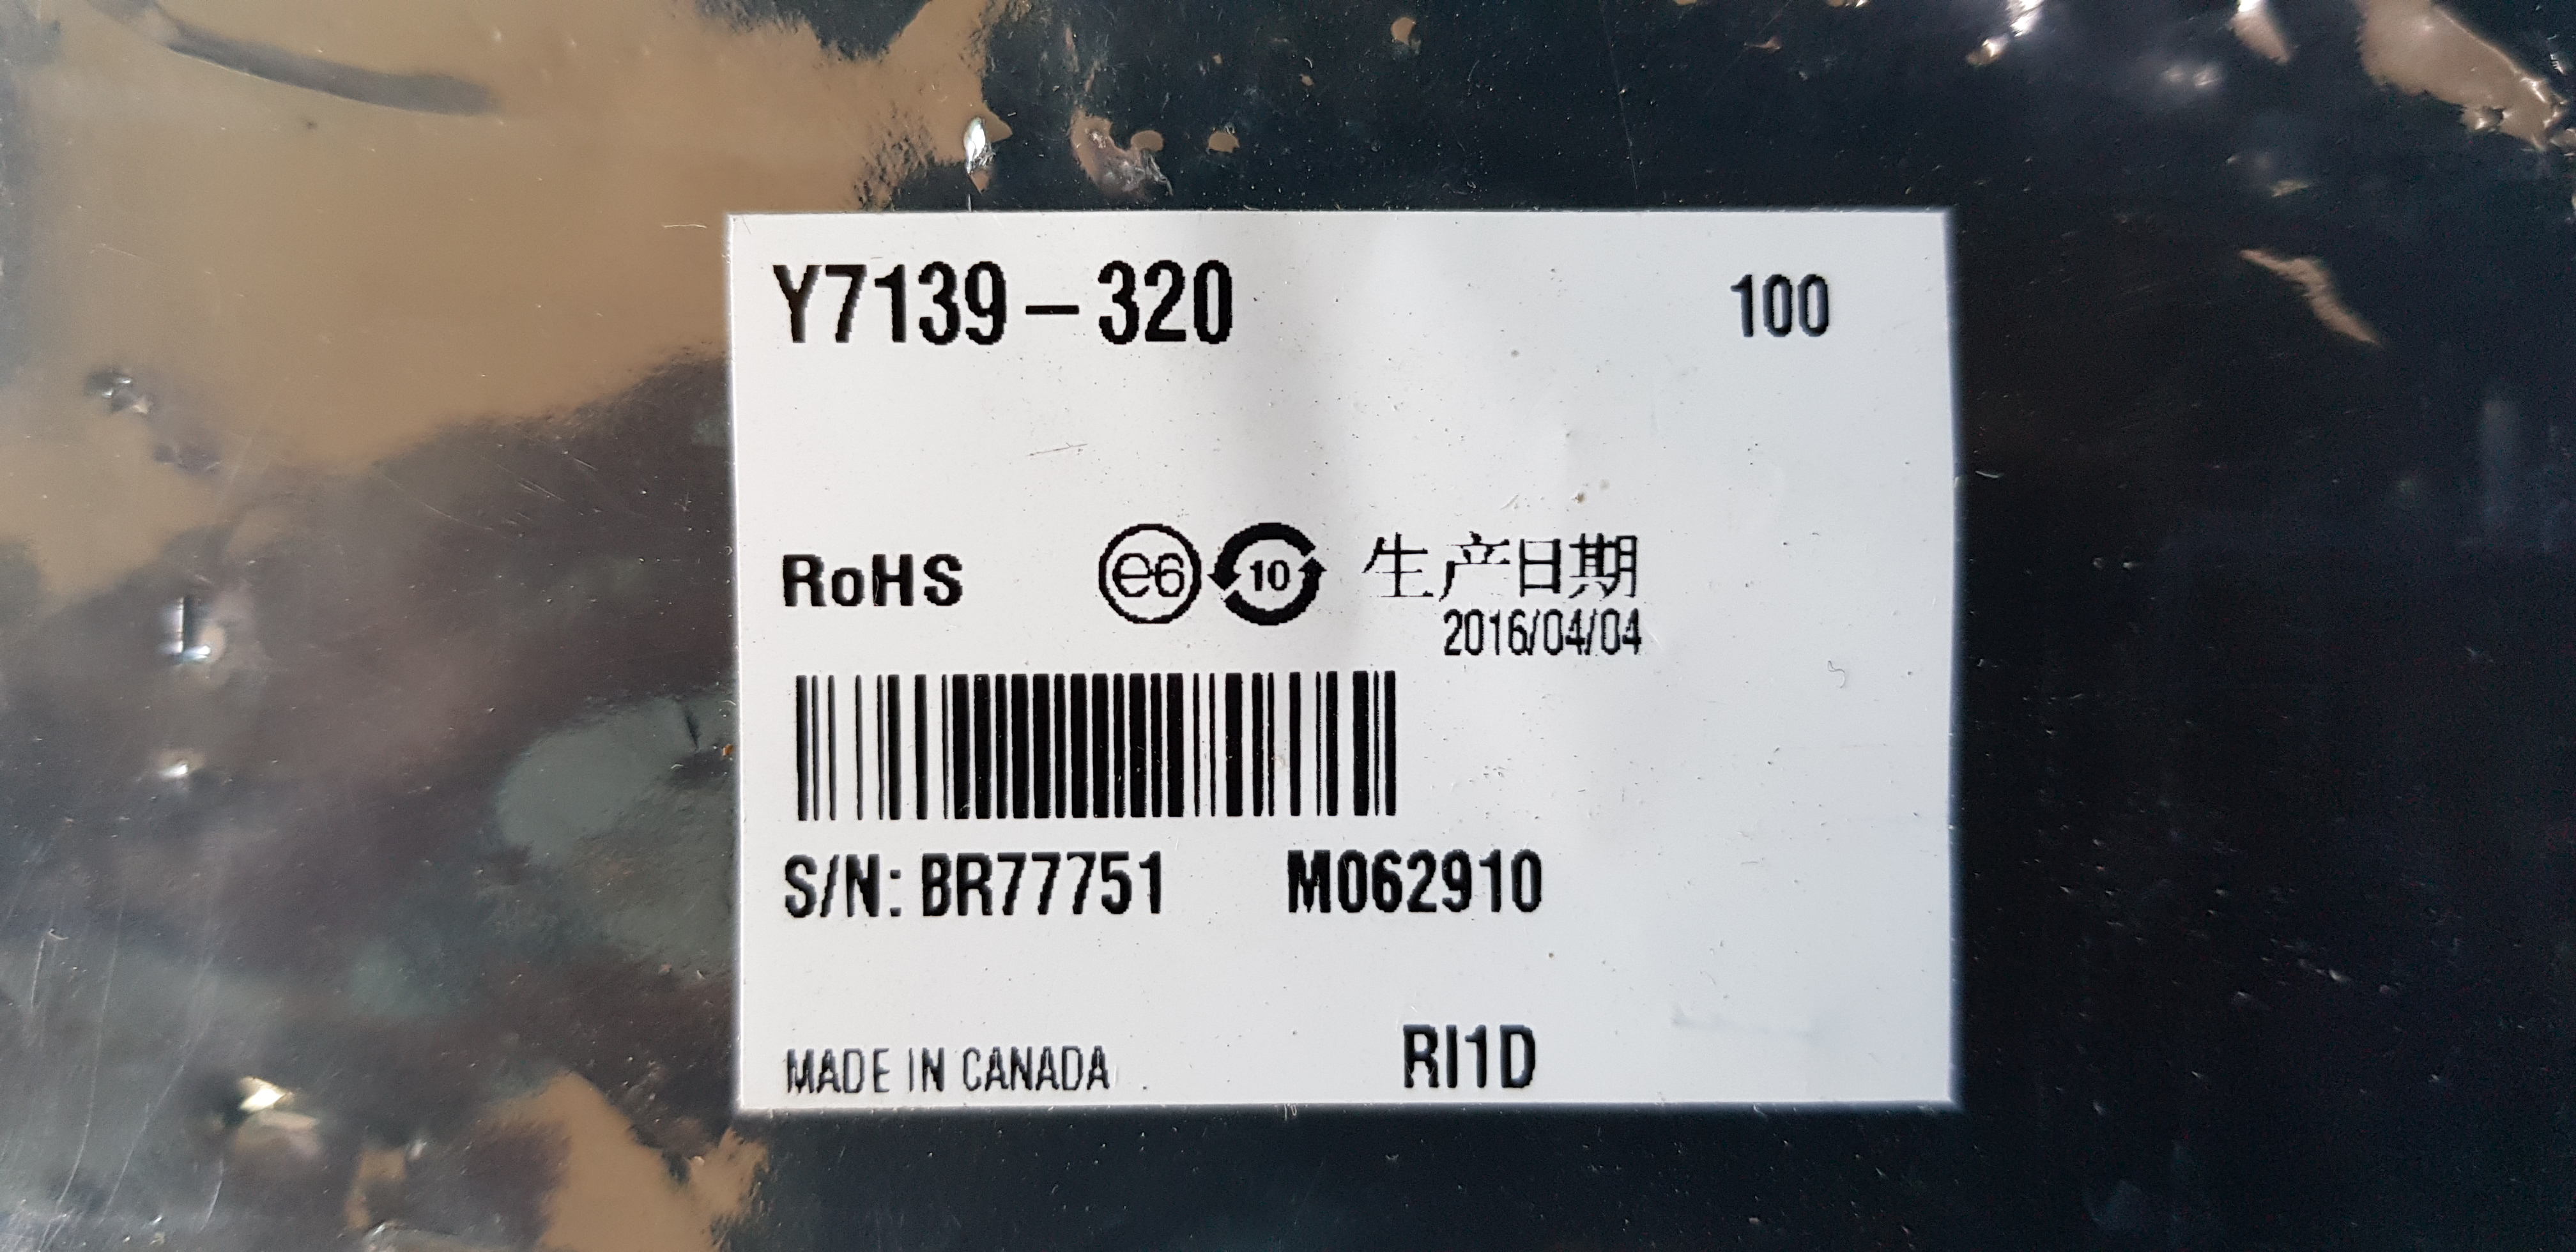 Y7139-320 100
RoHS e6 10 生产日期
2016/04/04
S/N: BR77751 M062910
MADE IN CANADA RI1D